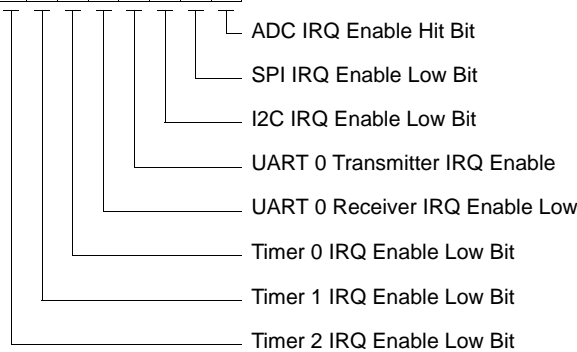 ADC IRQ Enable Hit Bit
SPI IRQ Enable Low Bit
I2C IRQ Enable Low Bit
UART 0 Transmitter IRQ Enable
UART 0 Receiver IRQ Enable Low
Timer 0 IRQ Enable Low Bit
Timer 1 IRQ Enable Low Bit
Timer 2 IRQ Enable Low Bit